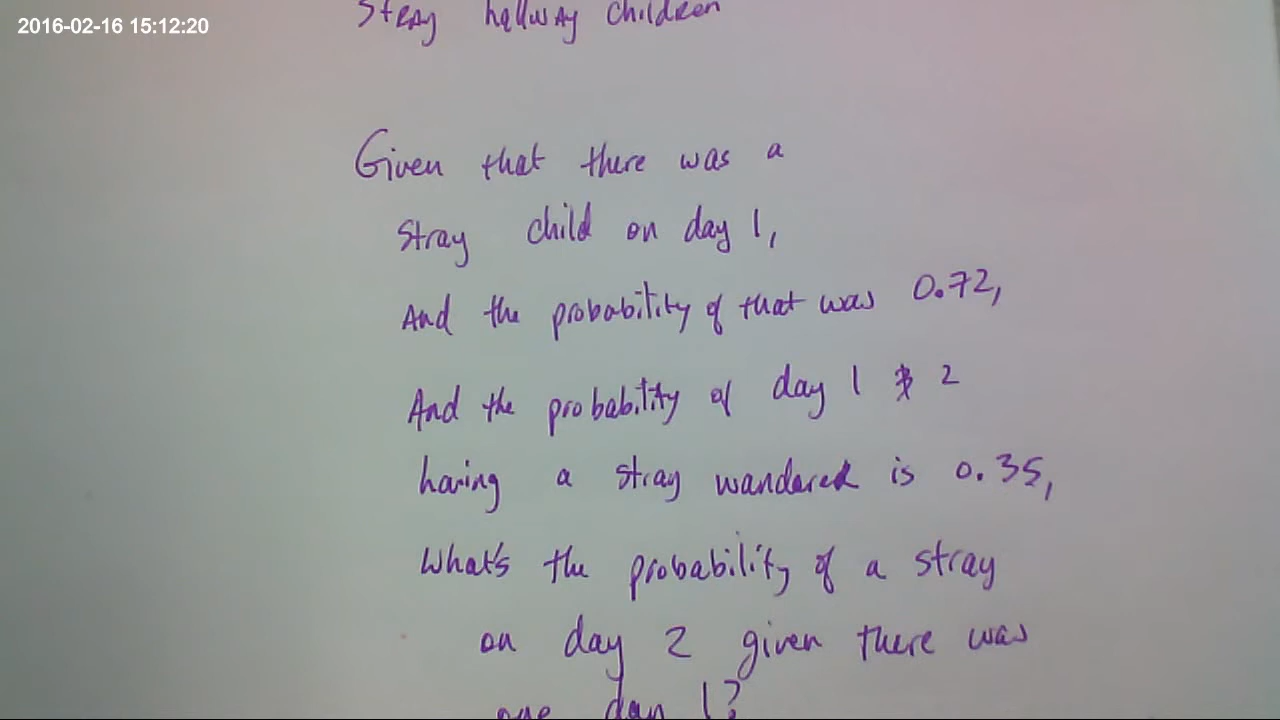 2016-02-16 15:12:20
Stray hallway children
Given that there was a
stray child on day 1,
And the probability of that was 0.72,
And the probability of day 1 & 2
having a stray wandered is 0.35,
What's the probability of a stray
on day 2 given there was
one day 1?